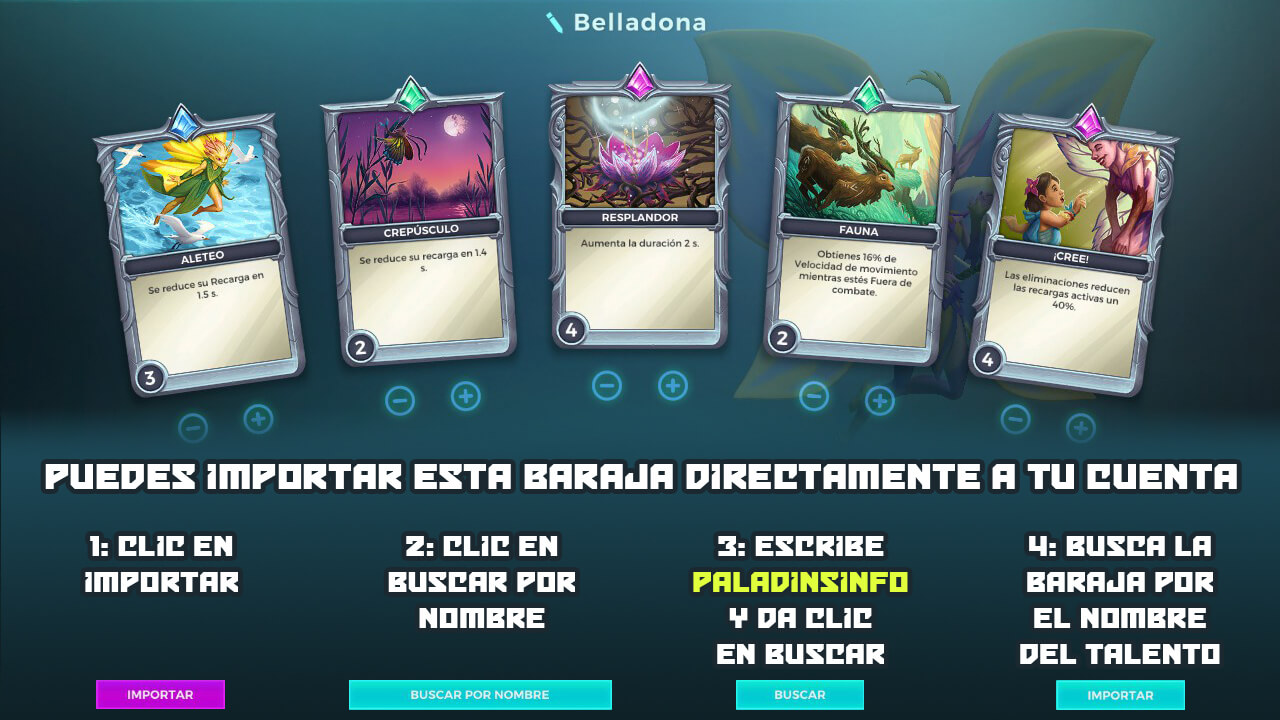 Belladona
ALETEO
Se reduce su Recarga en
1.5 s.
3
CREPÚSCULO
Se reduce su recarga en 1.4
s.
2
RESPLANDOR
Aumenta la duración 2 s.
4
FAUNA
Obtienes 16% de
Velocidad de movimiento
mientras estés Fuera de
combate.
2
¡CREE!
Las eliminaciones reducen
las recargas activas un
40%.
4
PUEDES IMPORTAR ESTA BARAJA DIRECTAMENTE A TU CUENTA
1: CLIC EN
IMPORTAR
IMPORTAR
2: CLIC EN
BUSCAR POR
NOMBRE
BUSCAR POR NOMBRE
3: ESCRIBE
PALADINSINFO
Y DA CLIC
EN BUSCAR
BUSCAR
4: BUSCA LA
BARAJA POR
EL NOMBRE
DEL TALENTO
IMPORTAR